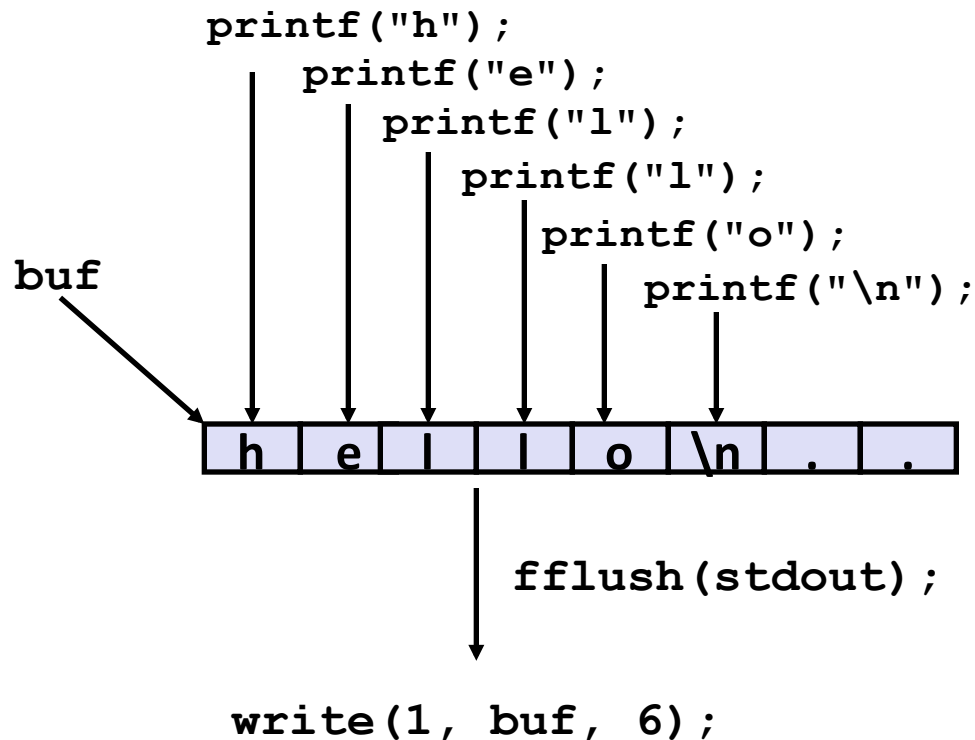 printf("h");
printf("e");
printf("l");
printf("l");
printf("o");
buf
printf("\n");
h e l l o \n . .
fflush(stdout);
write(1, buf, 6);